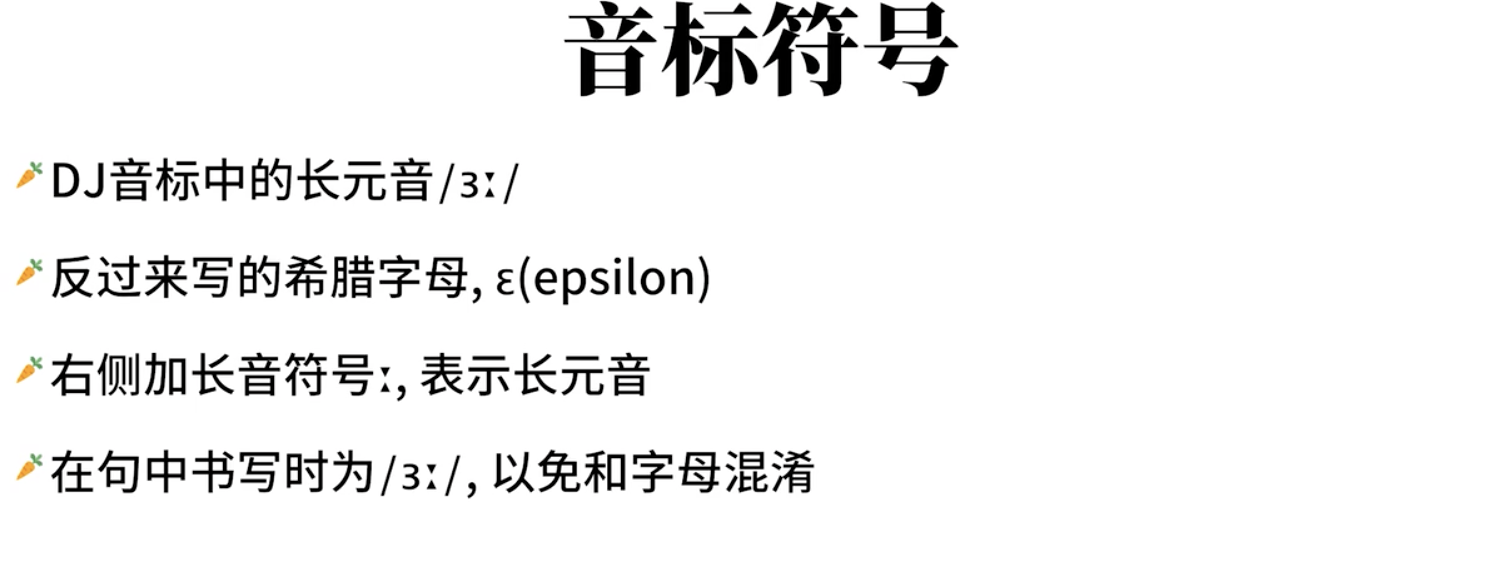 音标符号
DJ音标中的长元音/ɜː/
反过来写的希腊字母, ε(epsilon)
右侧加长音符号ː, 表示长元音
在句中书写时为/ɜː/, 以免和字母混淆